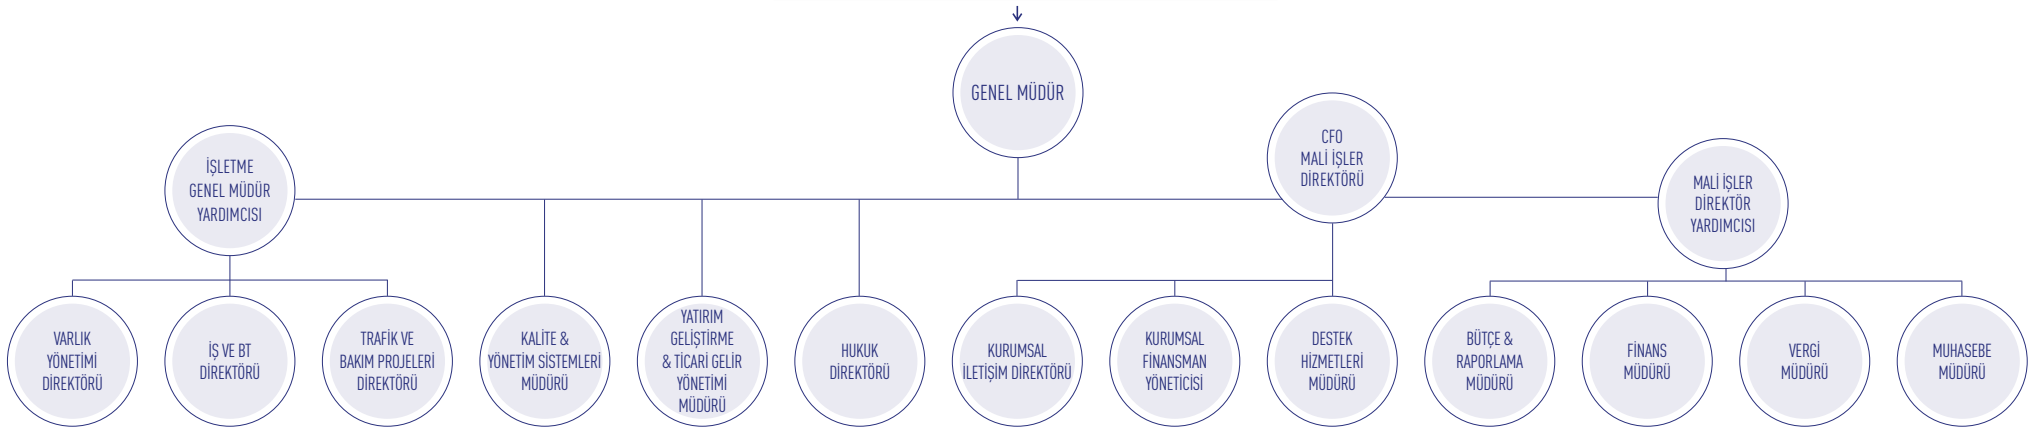 GENEL MÜDÜR
CFO
MALİ İŞLER
DİREKTÖRÜ
İŞLETME
GENEL MÜDÜR
YARDIMCISI
MALİ İŞLER
DİREKTÖR
YARDIMCISI
VARLIK
YÖNETİMİ
DİREKTÖRÜ
İŞ VE BT
DİREKTÖRÜ
TRAFİK VE
BAKIM PROJELERİ
DİREKTÖRÜ
KALİTE &
YÖNETİM SİSTEMLERİ
MÜDÜRÜ
YATIRIM
GELİŞTİRME
& TİCARİ GELİR
YÖNETİMİ
MÜDÜRÜ
HUKUK
DİREKTÖRÜ
KURUMSAL
İLETİŞİM DİREKTÖRÜ
KURUMSAL
FİNANSMAN
YÖNETİCİSİ
DESTEK
HİZMETLERİ
MÜDÜRÜ
BÜTÇE &
RAPORLAMA
MÜDÜRÜ
FİNANS
MÜDÜRÜ
VERGİ
MÜDÜRÜ
MUHASEBE
MÜDÜRÜ